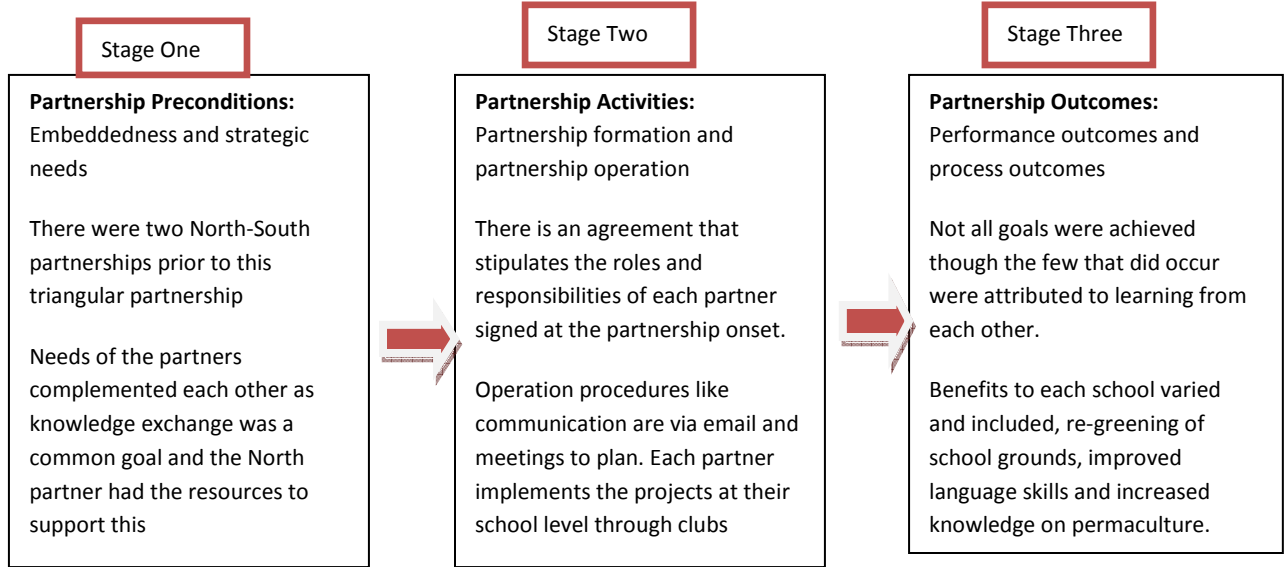 Stage One
Partnership Preconditions:
Embeddedness and strategic
needs
There were two North-South
partnerships prior to this
triangular partnership
Needs of the partners
complemented each other as
knowledge exchange was a
common goal and the North
partner had the resources to
support this
Stage Two
Partnership Activities:
Partnership formation and
partnership operation
There is an agreement that
stipulates the roles and
responsibilities of each partner
signed at the partnership onset.
Operation procedures like
communication are via email and
meetings to plan. Each partner
implements the projects at their
school level through clubs
Stage Three
Partnership Outcomes:
Performance outcomes and
process outcomes
Not all goals were achieved
though the few that did occur
were attributed to learning from
each other.
Benefits to each school varied
and included, re-greening of
school grounds, improved
language skills and increased
knowledge on permaculture.